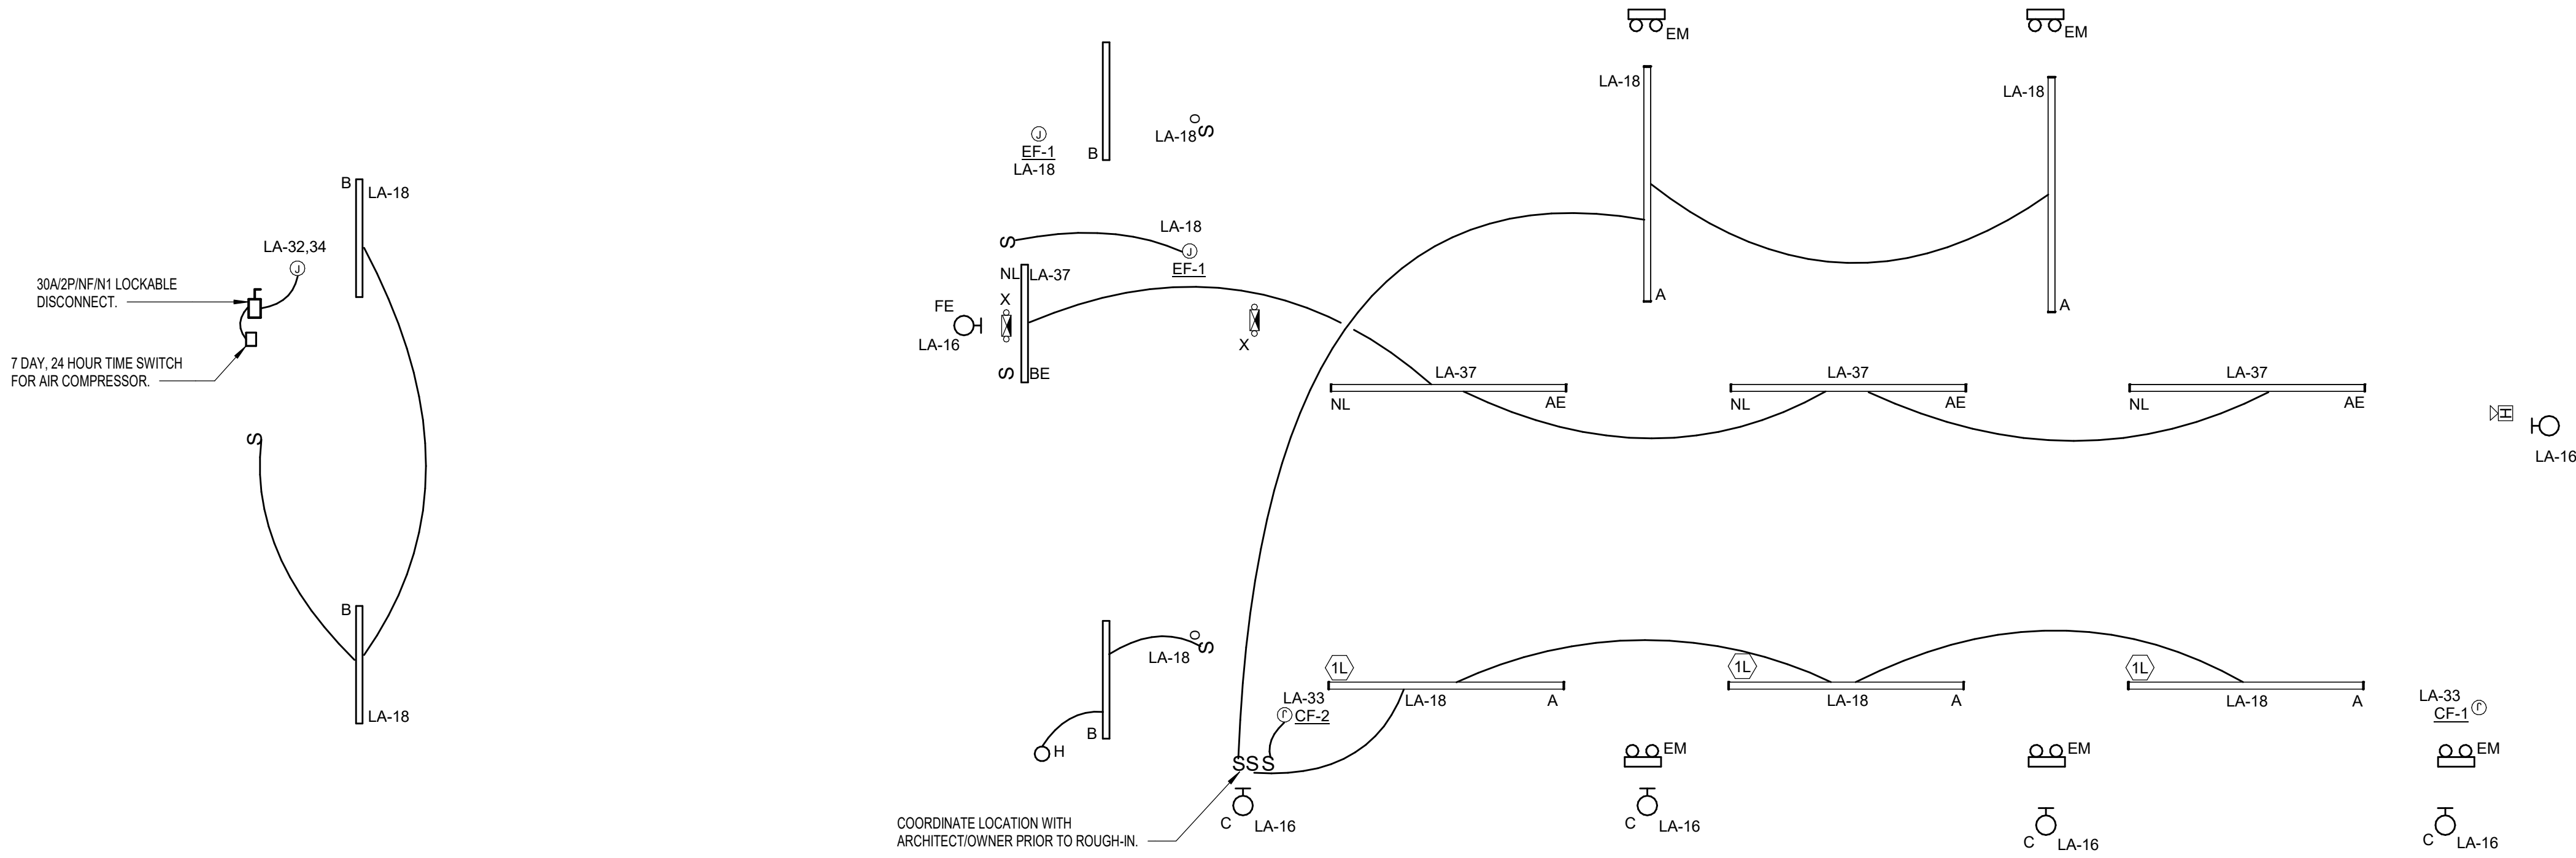 EM
EM
LA-18
LA-18
O
LA-18 S
J
EF-1
LA-18
B
B
LA-18
LA-18
S
J
EF-1
LA-32,34
J
30A/2P/NF/N1 LOCKABLE
DISCONNECT.
7 DAY, 24 HOUR TIME SWITCH
FOR AIR COMPRESSOR.
NL
LA-37
X
FE
LA-16
S
BE
X
A
A
LA-37
NL
AE
LA-37
NL
AE
LA-37
NL
AE
H
LA-16
S
B
LA-18
O
LA-18 S
B
H
LA-33
J
CF-2
1L
LA-18
A
1L
LA-18
A
1L
LA-18
A
LA-33
CF-1
J
SSS
EM
EM
EM
COORDINATE LOCATION WITH
ARCHITECT/OWNER PRIOR TO ROUGH-IN.
C
LA-16
C
LA-16
C
LA-16
C
LA-16